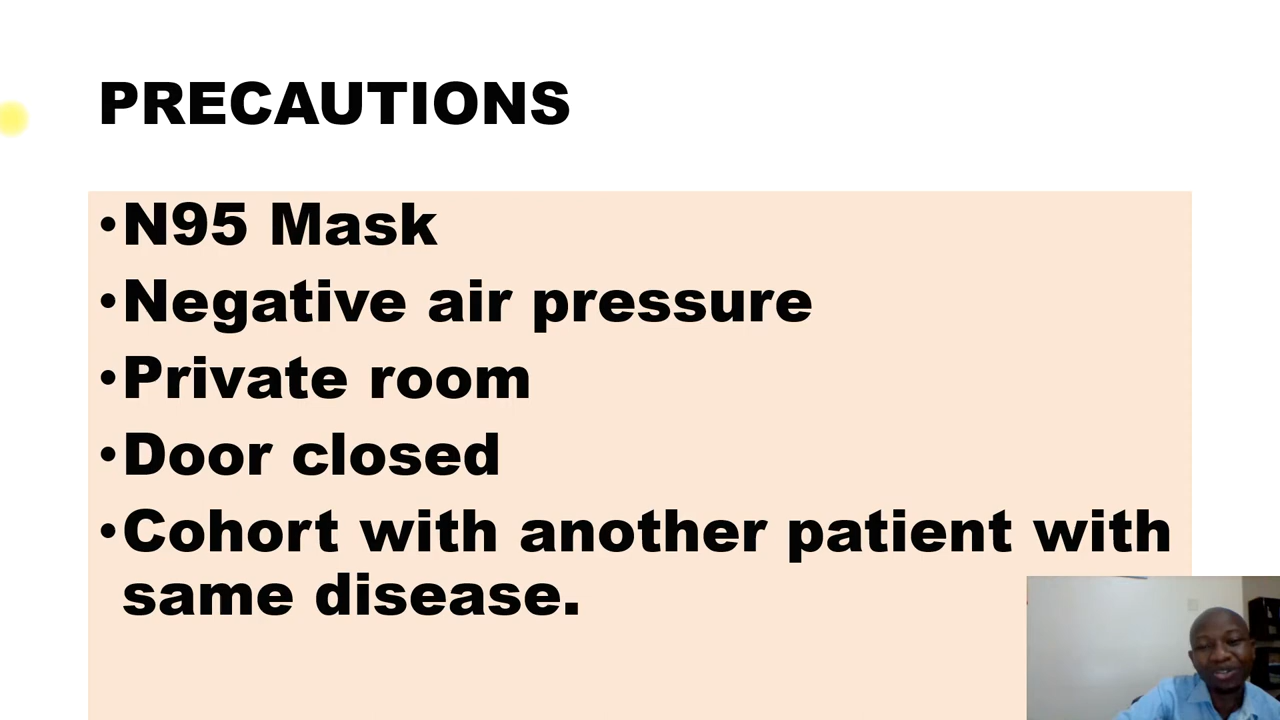 PRECAUTIONS
•N95 Mask
•Negative air pressure
•Private room
•Door closed
•Cohort with another patient with
same disease.